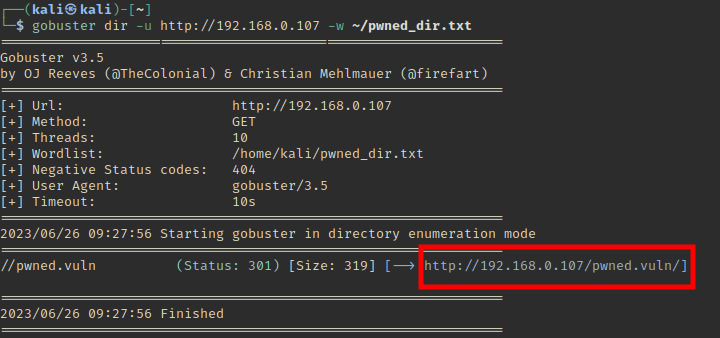 ┌──(kali㉿kali)-[~]
└─$ gobuster dir -u http://192.168.0.107 -w ~/pwned_dir.txt
===============================================================
Gobuster v3.5
by OJ Reeves (@TheColonial) & Christian Mehlmauer (@firefart)
===============================================================
[+] Url:                     http://192.168.0.107
[+] Method:                  GET
[+] Threads:                 10
[+] Wordlist:                /home/kali/pwned_dir.txt
[+] Negative Status codes:   404
[+] User Agent:              gobuster/3.5
[+] Timeout:                 10s
===============================================================
2023/06/26 09:27:56 Starting gobuster in directory enumeration mode
===============================================================
//pwned.vuln          (Status: 301) [Size: 319] [--> http://192.168.0.107/pwned.vuln/]
===============================================================
2023/06/26 09:27:56 Finished
===============================================================